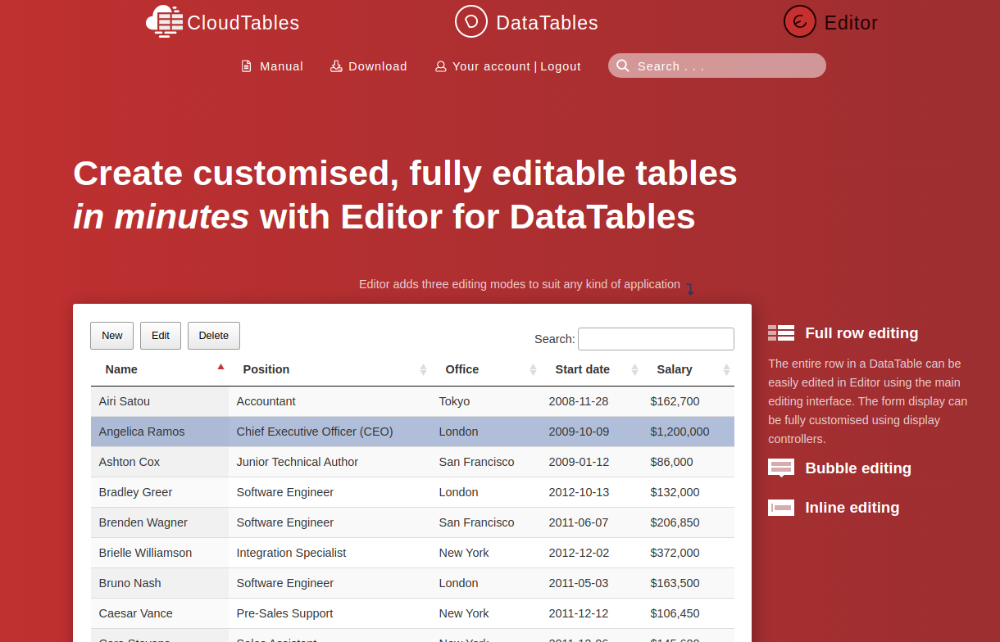 CloudTables DataTables Editor
Manual Download Your account | Logout Search . . .
Create customised, fully editable tables
in minutes with Editor for DataTables
Editor adds three editing modes to suit any kind of application
New Edit Delete Search:
Name Position Office Start date Salary
Airi Satou Accountant Tokyo 2008-11-28 $162,700
Angelica Ramos Chief Executive Officer (CEO) London 2009-10-09 $1,200,000
Ashton Cox Junior Technical Author San Francisco 2009-01-12 $86,000
Bradley Greer Software Engineer London 2012-10-13 $132,000
Brenden Wagner Software Engineer San Francisco 2011-06-07 $206,850
Brielle Williamson Integration Specialist New York 2012-12-02 $372,000
Bruno Nash Software Engineer London 2011-05-03 $163,500
Caesar Vance Pre-Sales Support New York 2011-12-12 $106,450
Full row editing
The entire row in a DataTable can be
easily edited in Editor using the main
editing interface. The form display can
be fully customised using display
controllers.
Bubble editing
Inline editing